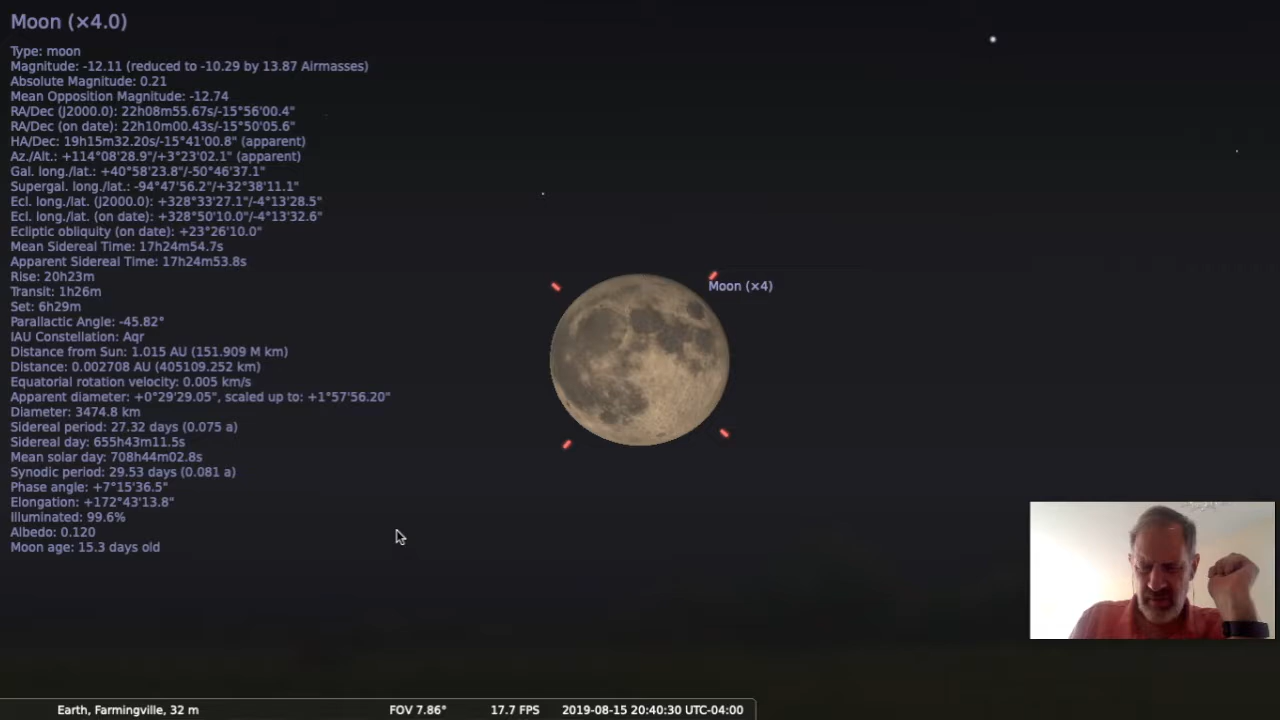 Moon (×4.0)
Type: moon
Magnitude: -12.11 (reduced to -10.29 by 13.87 Airmasses)
Absolute Magnitude: 0.21
Mean Opposition Magnitude: -12.74
RA/Dec (J2000.0): 22h08m55.67s/-15°56'00.4"
RA/Dec (on date): 22h10m00.43s/-15°50'05.6"
HA/Dec: 19h15m32.20s/-15°41'00.8" (apparent)
Az./Alt.: +114°08'28.9"/+3°23'02.1" (apparent)
Gal. long./lat.: +40°58'23.8"/-50°46'37.1"
Supergal. long./lat.: -94°47'56.2"/+32°38'11.1"
Ecl. long./lat. (J2000.0): +328°33'27.1"/-4°13'28.5"
Ecl. long./lat. (on date): +328°50'10.0"/-4°13'32.6"
Ecliptic obliquity (on date): +23°26'10.0"
Mean Sidereal Time: 17h24m54.7s
Apparent Sidereal Time: 17h24m53.8s
Rise: 20h23m
Transit: 1h26m
Set: 6h29m
Parallactic Angle: -45.82°
IAU Constellation: Aqr
Distance from Sun: 1.015 AU (151.909 M km)
Distance: 0.002708 AU (405109.252 km)
Equatorial rotation velocity: 0.005 km/s
Apparent diameter: +0°29'29.05", scaled up to: +1°57'56.20"
Diameter: 3474.8 km
Sidereal period: 27.32 days (0.075 a)
Sidereal day: 655h43m11.5s
Mean solar day: 708h44m02.8s
Synodic period: 29.53 days (0.081 a)
Phase angle: +7°15'36.5"
Elongation: +172°43'13.8"
Illuminated: 99.6%
Albedo: 0.120
Moon age: 15.3 days old
Moon (×4)
Earth, Farmingville, 32 m FOV 7.86° 17.7 FPS 2019-08-15 20:40:30 UTC-04:00